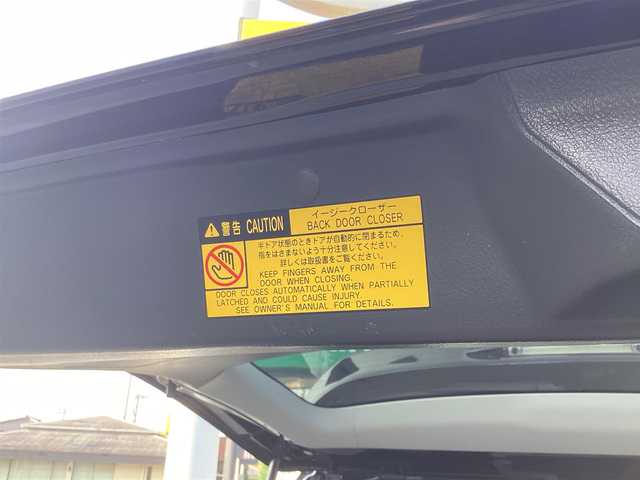 警告 CAUTION
イージークローザー
BACK DOOR CLOSER
半ドア状態のときドアが自動的に閉まるため、
指をはさまないよう十分注意してください。
詳しくは取扱書をご覧ください。
KEEP FINGERS AWAY FROM THE
DOOR WHEN CLOSING.
DOOR CLOSES AUTOMATICALLY WHEN PARTIALLY
LATCHED AND COULD CAUSE INJURY.
SEE OWNER'S MANUAL FOR DETAILS.